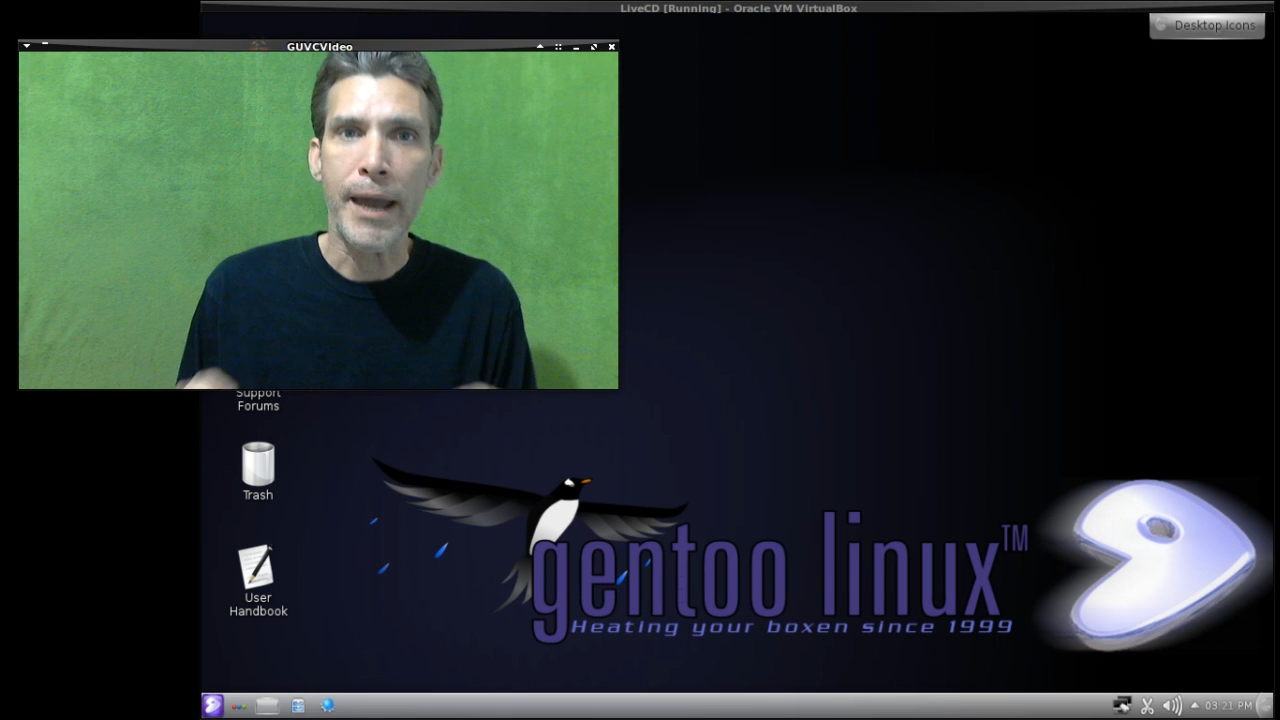 LiveCD [Running] - Oracle VM VirtualBox
Desktop Icons
GUVCVIdeo
Support
Forums
Trash
User
Handbook
gentoo linux™
Heating your boxen since 1999
03:21 PM